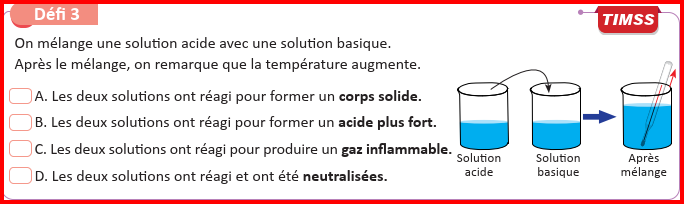 Défi 3
TIMSS
On mélange une solution acide avec une solution basique.
Après le mélange, on remarque que la température augmente.
A. Les deux solutions ont réagi pour former un corps solide.
B. Les deux solutions ont réagi pour former un acide plus fort.
C. Les deux solutions ont réagi pour produire un gaz inflammable.
D. Les deux solutions ont réagi et ont été neutralisées.
Solution acide
Solution basique
Après mélange